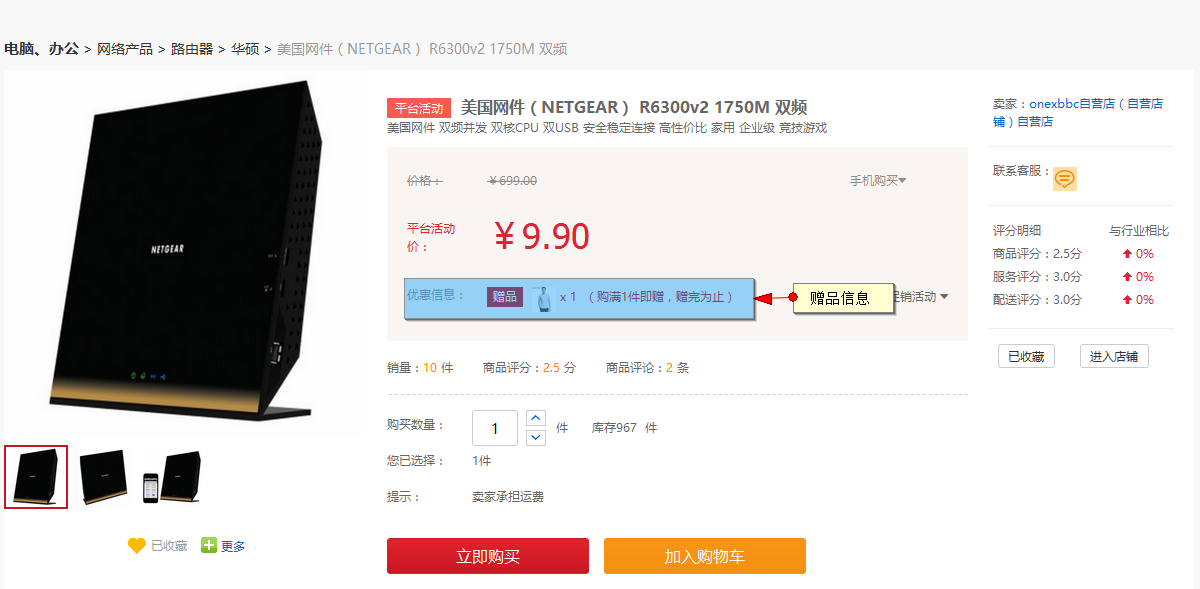 电脑、办公 > 网络产品 > 路由器 > 华硕 > 美国网件（NETGEAR） R6300v2 1750M 双频
NETGEAR
平台活动 美国网件（NETGEAR） R6300v2 1750M 双频
美国网件 双频并发 双核CPU 双USB 安全稳定连接 高性价比 家用 企业级 竞技游戏
价格： ￥699.00 手机购买
平台活动价：
￥9.90
优惠信息： 赠品 x 1 （购满1件即赠，赠完为止）
赠品信息
销活动
销量：10 件 商品评分：2.5 分 商品评论：2 条
购买数量： 1 件 库存967 件
您已选择： 1件
提示： 卖家承担运费
立即购买 加入购物车
已收藏 更多
卖家：onexbbc自营店（自营店
铺）自营店
联系客服：
评分明细 与行业相比
商品评分：2.5分 0%
服务评分：3.0分 0%
配送评分：3.0分 0%
已收藏 进入店铺